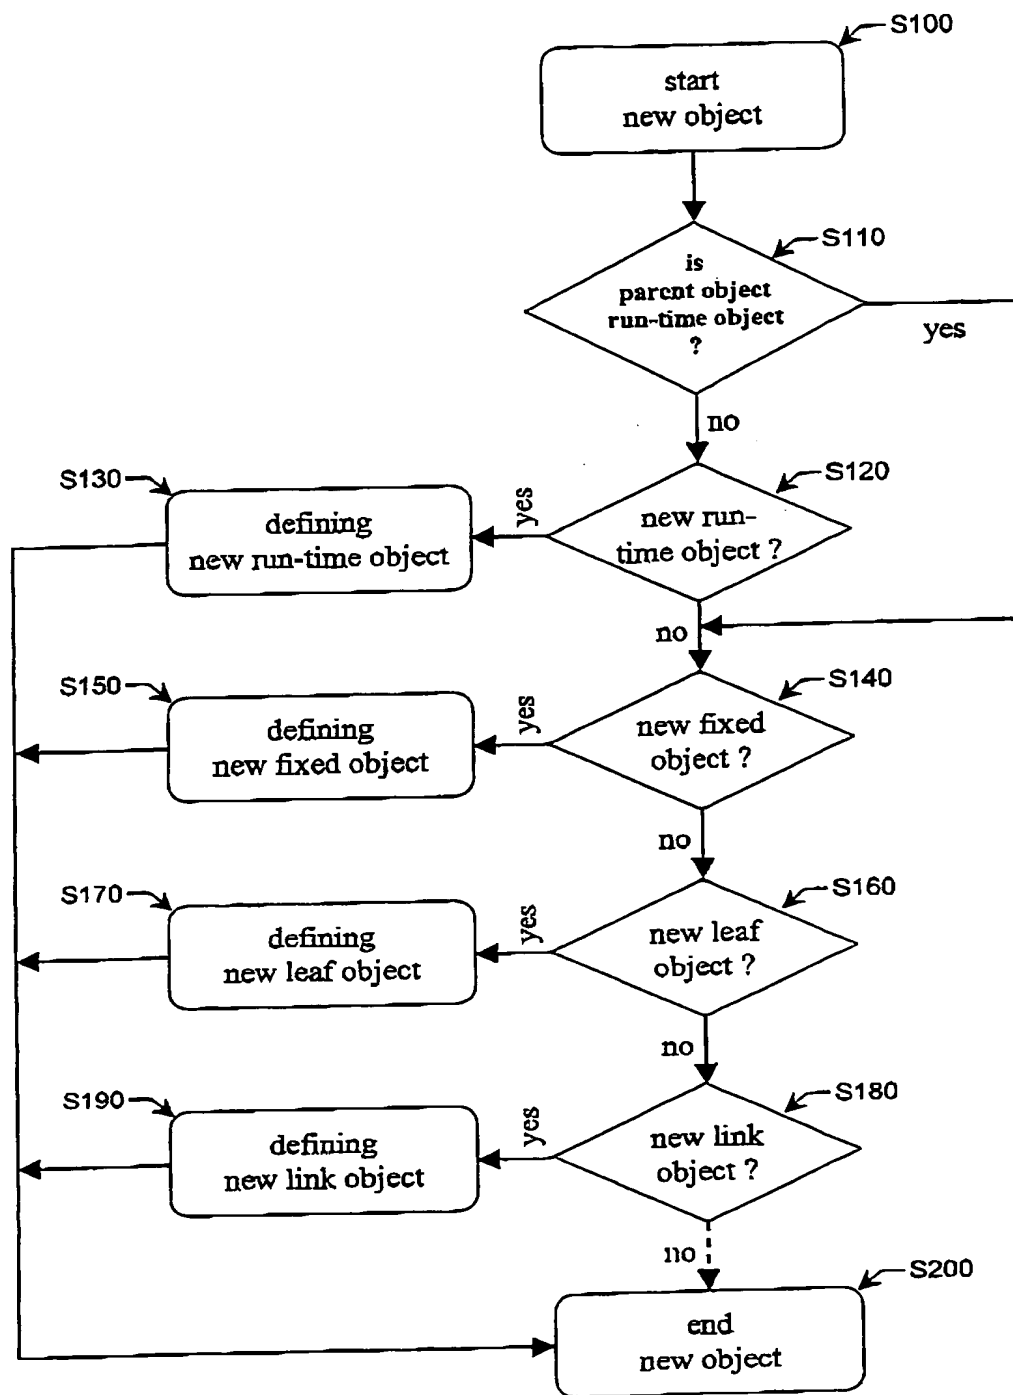 S100
start
new object
S110
is
parent object
run-time object
?
yes
no
S120
new run-
time object ?
yes
S130
defining
new run-time object
no
S140
new fixed
object ?
yes
S150
defining
new fixed object
no
S160
new leaf
object ?
yes
S170
defining
new leaf object
no
S180
new link
object ?
yes
S190
defining
new link object
no
S200
end
new object